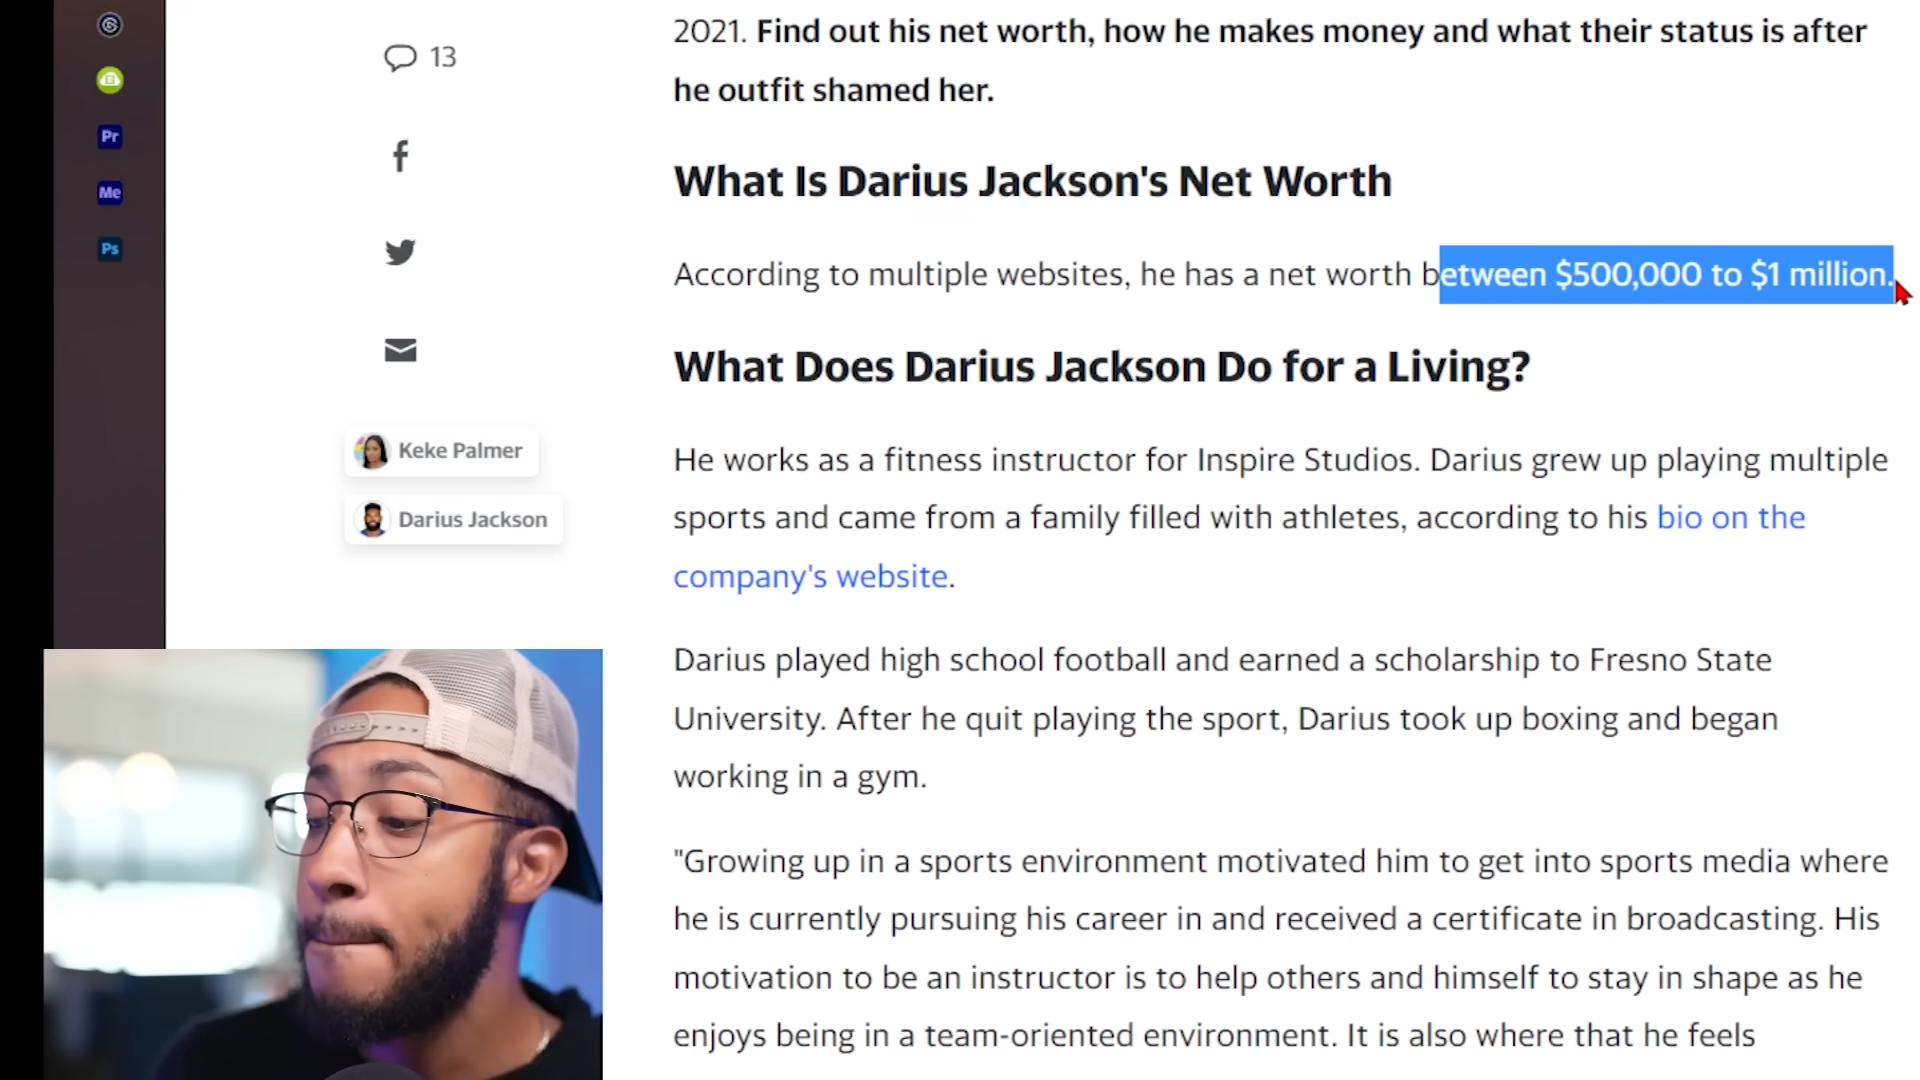 Pr
Me
Ps
13
Keke Palmer
Darius Jackson
2021. Find out his net worth, how he makes money and what their status is after
he outfit shamed her.
What Is Darius Jackson's Net Worth
According to multiple websites, he has a net worth between $500,000 to $1 million.
What Does Darius Jackson Do for a Living?
He works as a fitness instructor for Inspire Studios. Darius grew up playing multiple
sports and came from a family filled with athletes, according to his bio on the
company's website.
Darius played high school football and earned a scholarship to Fresno State
University. After he quit playing the sport, Darius took up boxing and began
working in a gym.
"Growing up in a sports environment motivated him to get into sports media where
he is currently pursuing his career in and received a certificate in broadcasting. His
motivation to be an instructor is to help others and himself to stay in shape as he
enjoys being in a team-oriented environment. It is also where that he feels